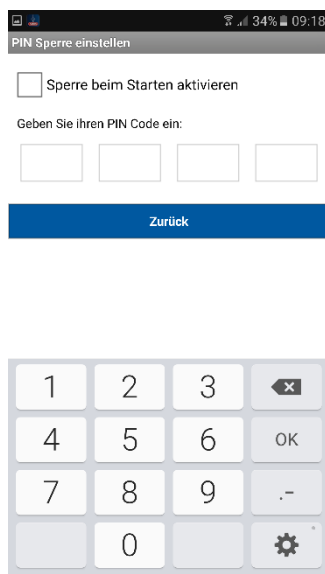 34% 09:18
PIN Sperre einstellen
Sperre beim Starten aktivieren
Geben Sie ihren PIN Code ein:
Zurück
1 2 3
4 5 6 OK
7 8 9 .-
0